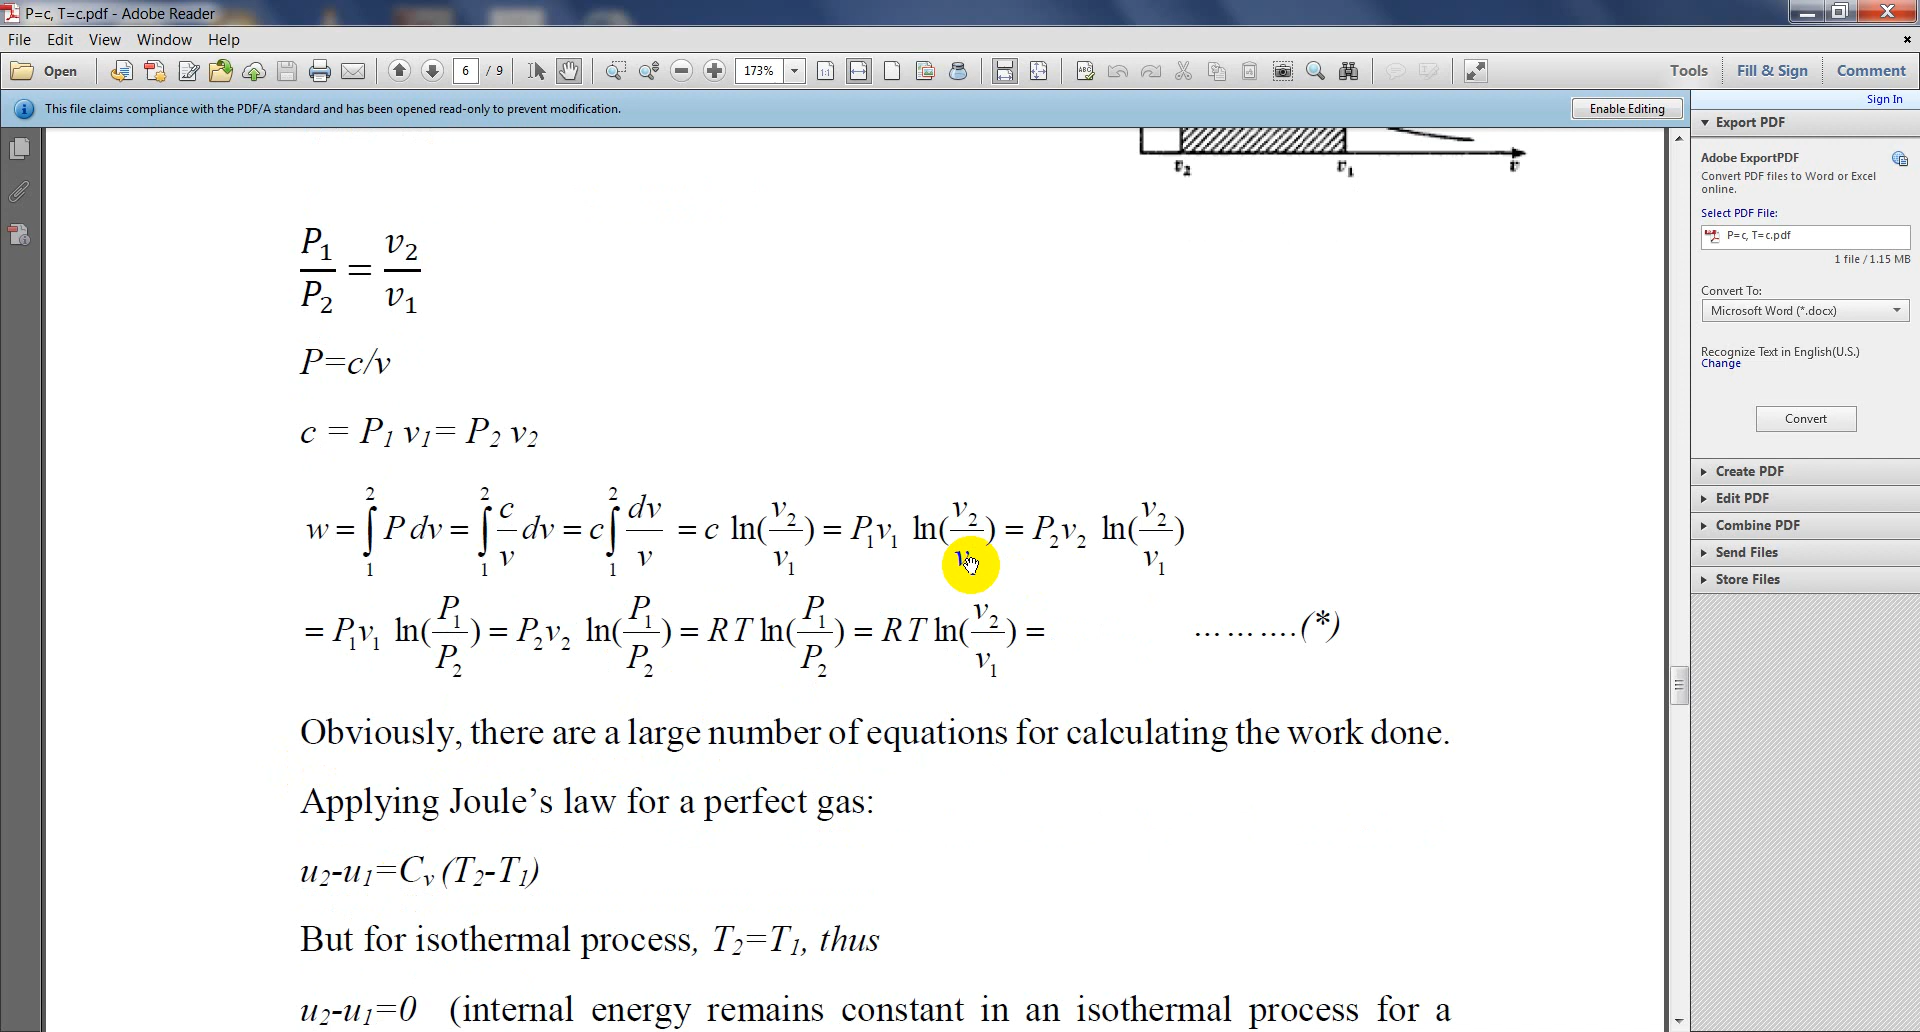 P=c, T=c.pdf - Adobe Reader
File Edit View Window Help
Open 6 / 9 173% Tools Fill & Sign Comment
This file claims compliance with the PDF/A standard and has been opened read-only to prevent modification. Enable Editing
Sign In
Export PDF
Adobe ExportPDF
Convert PDF files to Word or Excel
online.
Select PDF File:
P=c, T=c.pdf
1 file / 1.15 MB
Convert To:
Microsoft Word (*.docx)
Recognize Text in English(U.S.)
Change
Convert
Create PDF
Edit PDF
Combine PDF
Send Files
Store Files
v₂ v₁ v
P₁/P₂ = v₂/v₁
P=c/v
c = P₁ v₁= P₂ v₂
w = ∫₁² P dv = ∫₁² c/v dv = c∫₁² dv/v = c ln(v₂/v₁) = P₁v₁ ln(v₂/v) = P₂v₂ ln(v₂/v₁)
= P₁v₁ ln(P₁/P₂) = P₂v₂ ln(P₁/P₂) = R T ln(P₁/P₂) = R T ln(v₂/v₁) = ……….(*)
Obviously, there are a large number of equations for calculating the work done.
Applying Joule’s law for a perfect gas:
u₂-u₁=Cᵥ (T₂-T₁)
But for isothermal process, T₂=T₁, thus
u₂-u₁=0 (internal energy remains constant in an isothermal process for a